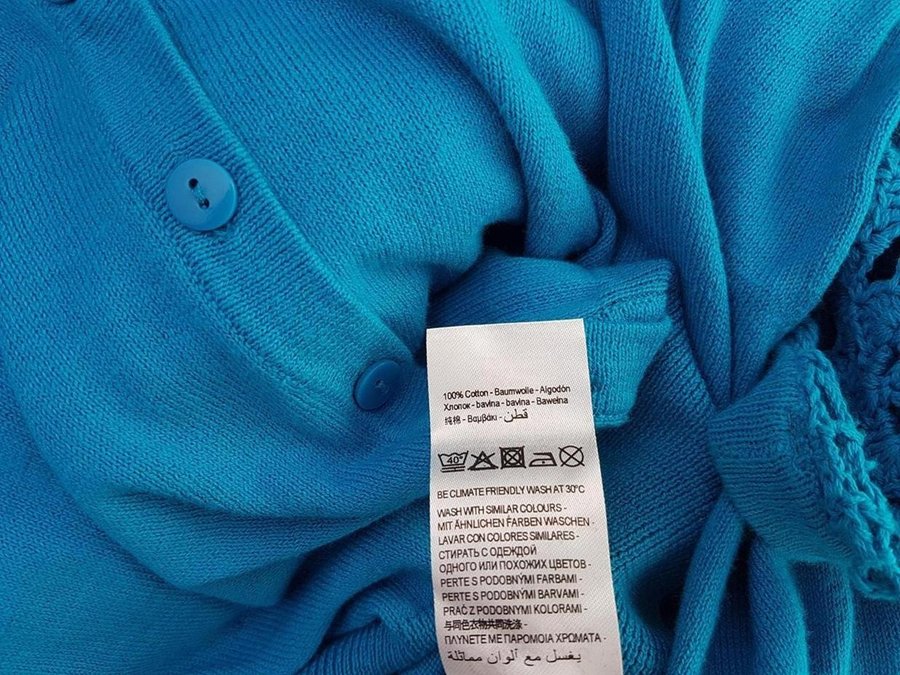 100% Cotton - Baumwolle - Algodón
Хлопок - bavlna - bavlna - Bawełna
纯棉 - Βαμβάκι - قطن
40°
BE CLIMATE FRIENDLY WASH AT 30°C
WASH WITH SIMILAR COLOURS -
MIT ÄHNLICHEN FARBEN WASCHEN -
LAVAR CON COLORES SIMILARES -
СТИРАТЬ С ОДЕЖДОЙ
ОДНОГО ИЛИ ПОХОЖИХ ЦВЕТОВ -
PERTE S PODOBNÝMI FARBAMI -
PERTE S PODOBNÝMI BARVAMI -
PRAĆ Z PODOBNYMI KOLORAMI -
与同色衣物共同洗涤 -
ΠΛΥΝΕΤΕ ΜΕ ΠΑΡΟΜΟΙΑ ΧΡΩΜΑΤΑ -
يغسل مع ألوان مماثلة